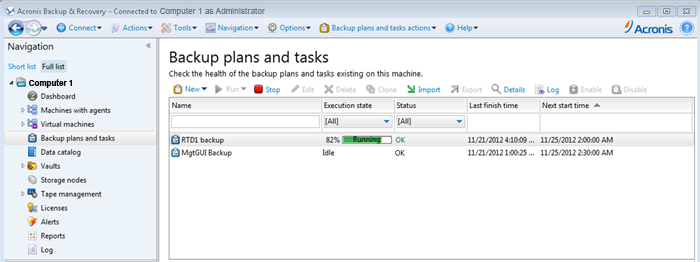 Acronis Backup & Recovery - Connected to Computer 1 as Administrator
Connect Actions Tools Navigation Options Backup plans and tasks actions Help Acronis
Navigation
Short list Full list
Computer 1
Dashboard
Machines with agents
Virtual machines
Backup plans and tasks
Data catalog
Vaults
Storage nodes
Tape management
Licenses
Alerts
Reports
Log
Backup plans and tasks
Check the health of the backup plans and tasks existing on this machine.
New Run Stop Edit Delete Clone Import Export Details Log Enable Disable
Name Execution state Status Last finish time Next start time
[All] [All]
RTD1 backup 82% Running OK 11/21/2012 4:10:09 ... 11/25/2012 2:00:00 AM
MgtGUI Backup Idle OK 11/21/2012 1:00:25 ... 11/25/2012 2:30:00 AM